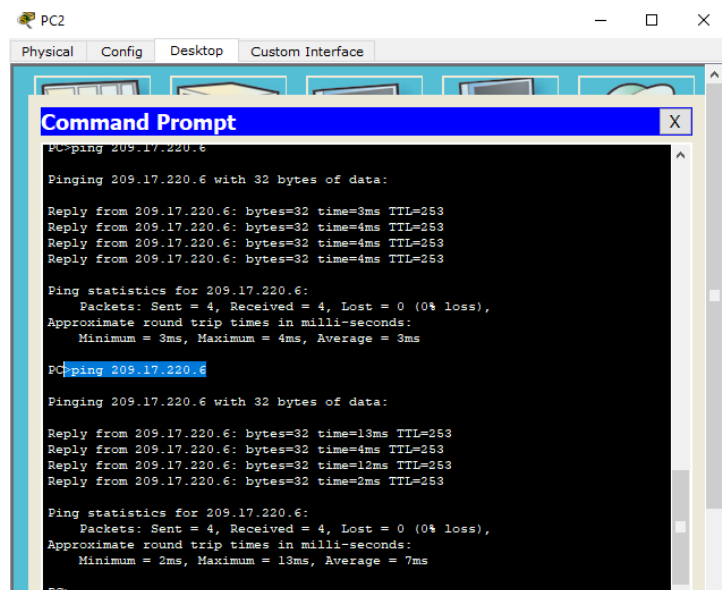 PC2
Physical Config Desktop Custom Interface
Command Prompt
X
PC>ping 209.17.220.6
Pinging 209.17.220.6 with 32 bytes of data:
Reply from 209.17.220.6: bytes=32 time=3ms TTL=253
Reply from 209.17.220.6: bytes=32 time=4ms TTL=253
Reply from 209.17.220.6: bytes=32 time=4ms TTL=253
Reply from 209.17.220.6: bytes=32 time=4ms TTL=253
Ping statistics for 209.17.220.6:
Packets: Sent = 4, Received = 4, Lost = 0 (0% loss),
Approximate round trip times in milli-seconds:
Minimum = 3ms, Maximum = 4ms, Average = 3ms
PC>ping 209.17.220.6
Pinging 209.17.220.6 with 32 bytes of data:
Reply from 209.17.220.6: bytes=32 time=13ms TTL=253
Reply from 209.17.220.6: bytes=32 time=4ms TTL=253
Reply from 209.17.220.6: bytes=32 time=12ms TTL=253
Reply from 209.17.220.6: bytes=32 time=2ms TTL=253
Ping statistics for 209.17.220.6:
Packets: Sent = 4, Received = 4, Lost = 0 (0% loss),
Approximate round trip times in milli-seconds:
Minimum = 2ms, Maximum = 13ms, Average = 7ms
PC>